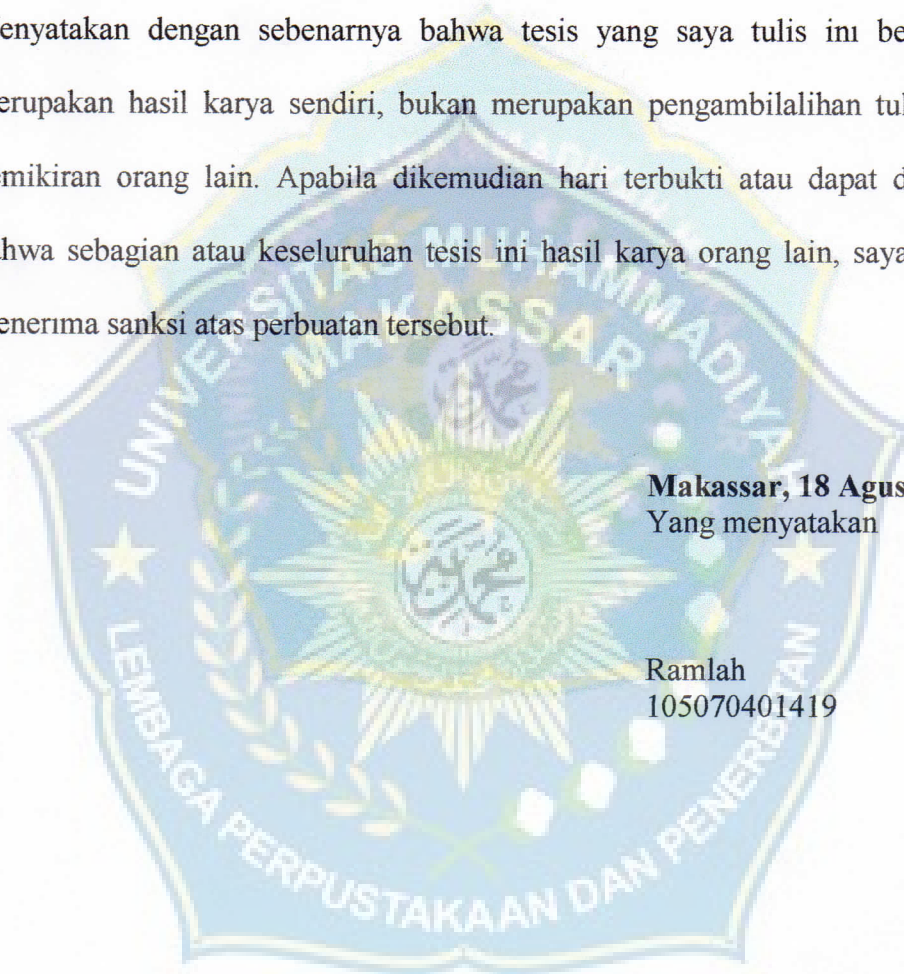 enyatakan dengan sebenarnya bahwa tesis yang saya tulis ini be
erupakan hasil karya sendiri, bukan merupakan pengambilalihan tul
emikiran orang lain. Apabila dikemudian hari terbukti atau dapat d
ahwa sebagian atau keseluruhan tesis ini hasil karya orang lain, saya
enerima sanksi atas perbuatan tersebut.
UNIVERSITAS MUHAMMADIYAH
MAKASSAR
Makassar, 18 Agus
Yang menyatakan
Ramlah
105070401419
LEMBAGA PERPUSTAKAAN DAN PENERBITAN